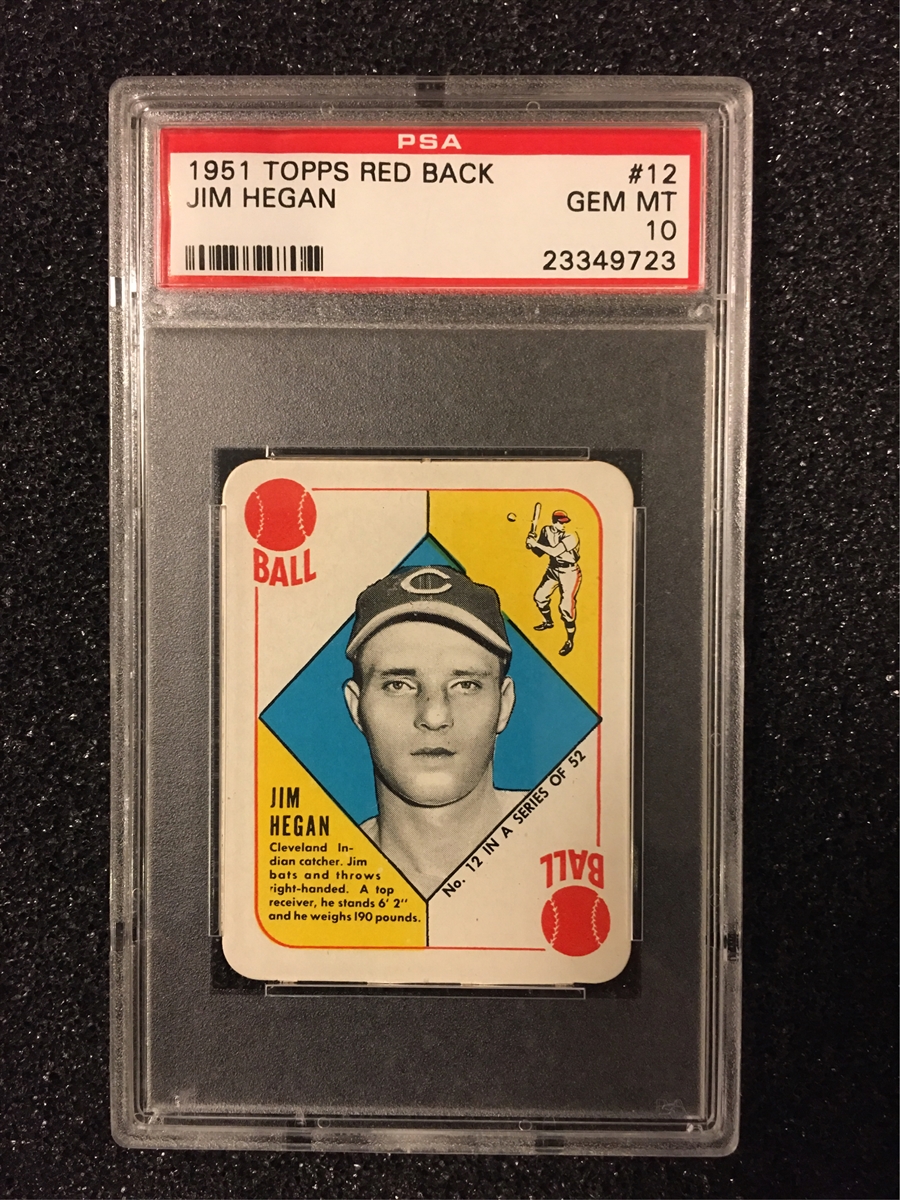 PSA
1951 TOPPS RED BACK #12
JIM HEGAN GEM MT
10
23349723
BALL
C
JIM
HEGAN
Cleveland In-
dian catcher. Jim
bats and throws
right-handed. A top
receiver, he stands 6' 2"
and he weighs 190 pounds.
No. 12 IN A SERIES OF 52
BALL